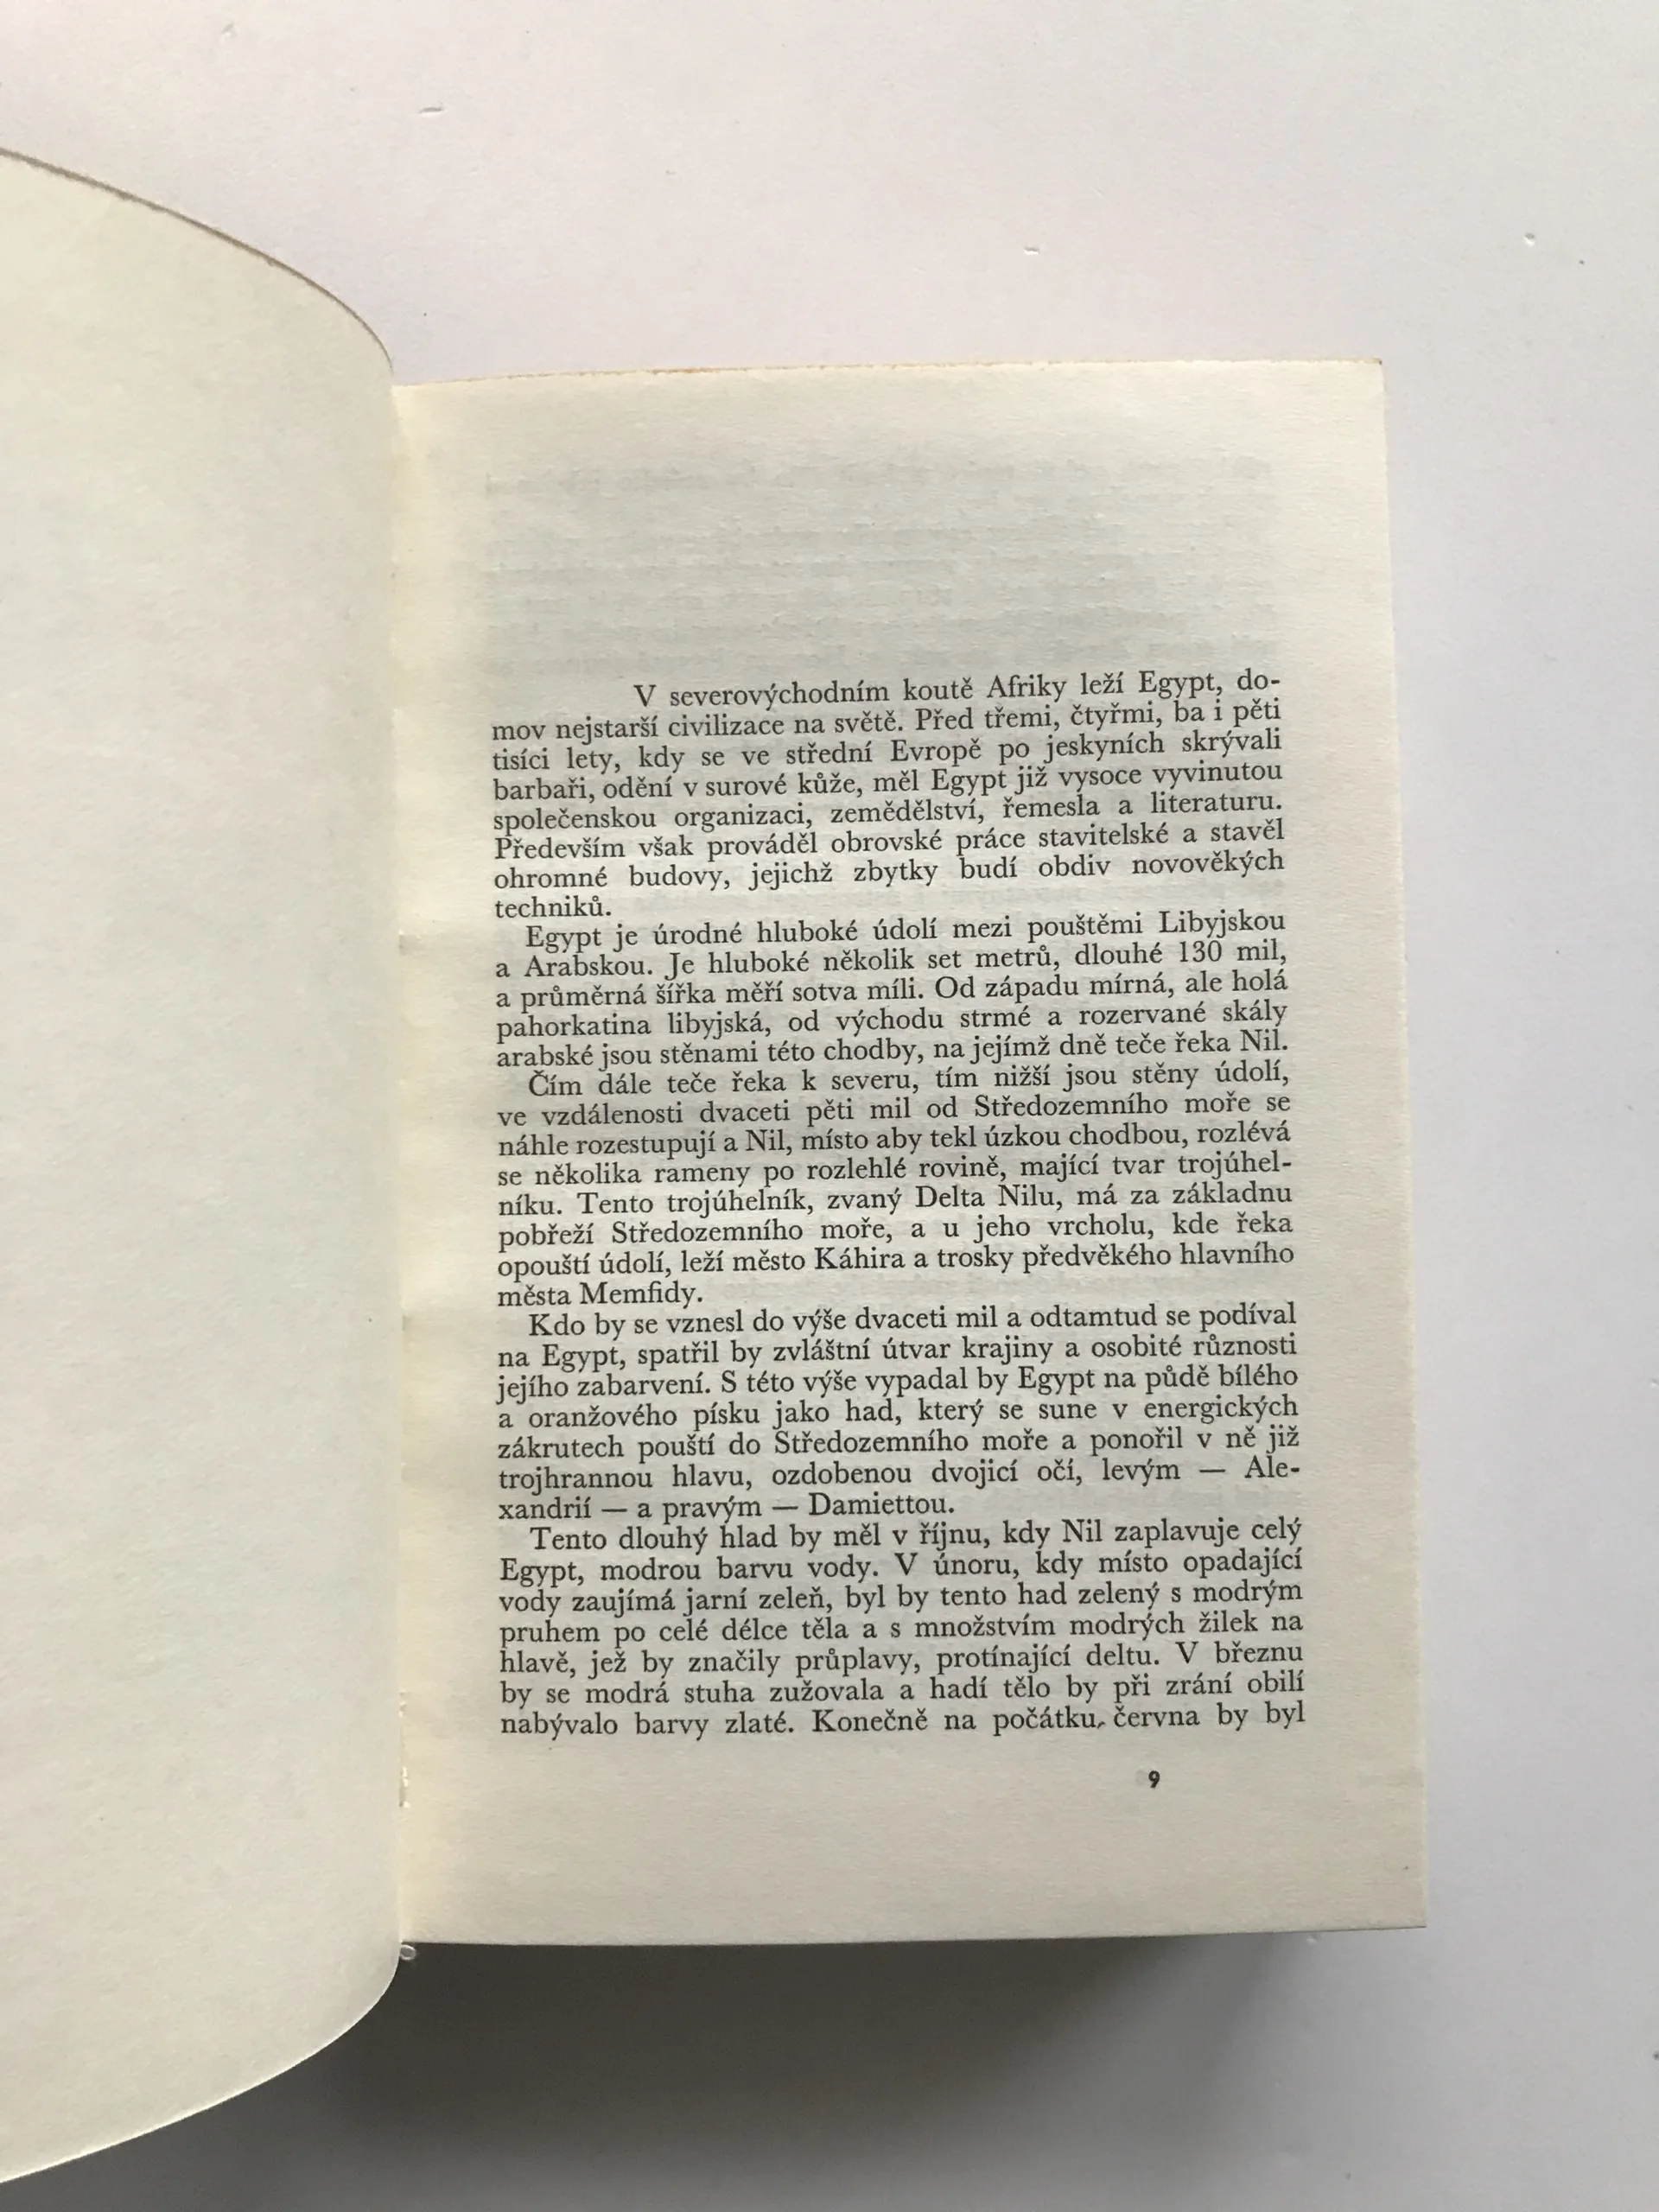 V severovýchodním koutě Afriky leží Egypt, do-
mov nejstarší civilizace na světě. Před třemi, čtyřmi, ba i pěti
tisíci lety, kdy se ve střední Evropě po jeskyních skrývali
barbaři, odění v surové kůže, měl Egypt již vysoce vyvinutou
společenskou organizaci, zemědělství, řemesla a literaturu.
Především však prováděl obrovské práce stavitelské a stavěl
ohromné budovy, jejichž zbytky budí obdiv novověkých
techniků.
Egypt je úrodné hluboké údolí mezi pouštěmi Libyjskou
a Arabskou. Je hluboké několik set metrů, dlouhé 130 mil,
a průměrná šířka měří sotva míli. Od západu mírná, ale holá
pahorkatina libyjská, od východu strmé a rozervané skály
arabské jsou stěnami této chodby, na jejímž dně teče řeka Nil.
Čím dále teče řeka k severu, tím nižší jsou stěny údolí,
ve vzdálenosti dvaceti pěti mil od Středozemního moře se
náhle rozestupují a Nil, místo aby tekl úzkou chodbou, rozlévá
se několika rameny po rozlehlé rovině, mající tvar trojúhel-
níku. Tento trojúhelník, zvaný Delta Nilu, má za základnu
pobřeží Středozemního moře, a u jeho vrcholu, kde řeka
opouští údolí, leží město Káhira a trosky předvěkého hlavního
města Memfidy.
Kdo by se vznesl do výše dvaceti mil a odtamtud se podíval
na Egypt, spatřil by zvláštní útvar krajiny a osobité různosti
jejího zabarvení. S této výše vypadal by Egypt na půdě bílého
a oranžového písku jako had, který se sune v energických
zákrutech pouští do Středozemního moře a ponořil v ně již
trojhrannou hlavu, ozdobenou dvojicí očí, levým — Ale-
xandrií — a pravým — Damiettou.
Tento dlouhý hlad by měl v říjnu, kdy Nil zaplavuje celý
Egypt, modrou barvu vody. V únoru, kdy místo opadající
vody zaujímá jarní zeleň, byl by tento had zelený s modrým
pruhem po celé délce těla a s množstvím modrých žilek na
hlavě, jež by značily průplavy, protínající deltu. V březnu
by se modrá stuha zužovala a hadí tělo by při zrání obilí
nabývalo barvy zlaté. Konečně na počátku června by byl
9